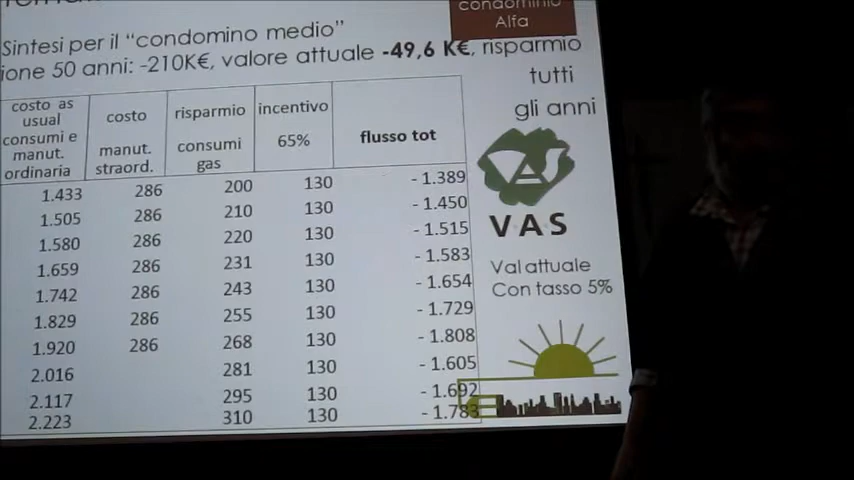 condominio
Alfa
Sintesi per il "condomino medio"
ione 50 anni: -210K€, valore attuale -49,6 K€, risparmio
tutti
gli anni
costo as usual consumi e manut. ordinaria costo manut. straord. risparmio consumi gas incentivo 65% flusso tot
1.433 286 200 130 - 1.389
1.505 286 210 130 - 1.450
1.580 286 220 130 - 1.515
1.659 286 231 130 - 1.583
1.742 286 243 130 - 1.654
1.829 286 255 130 - 1.729
1.920 286 268 130 - 1.808
2.016 281 130 - 1.605
2.117 295 130 - 1.692
2.223 310 130 - 1.783
VAS
VAS
Val attuale
Con tasso 5%